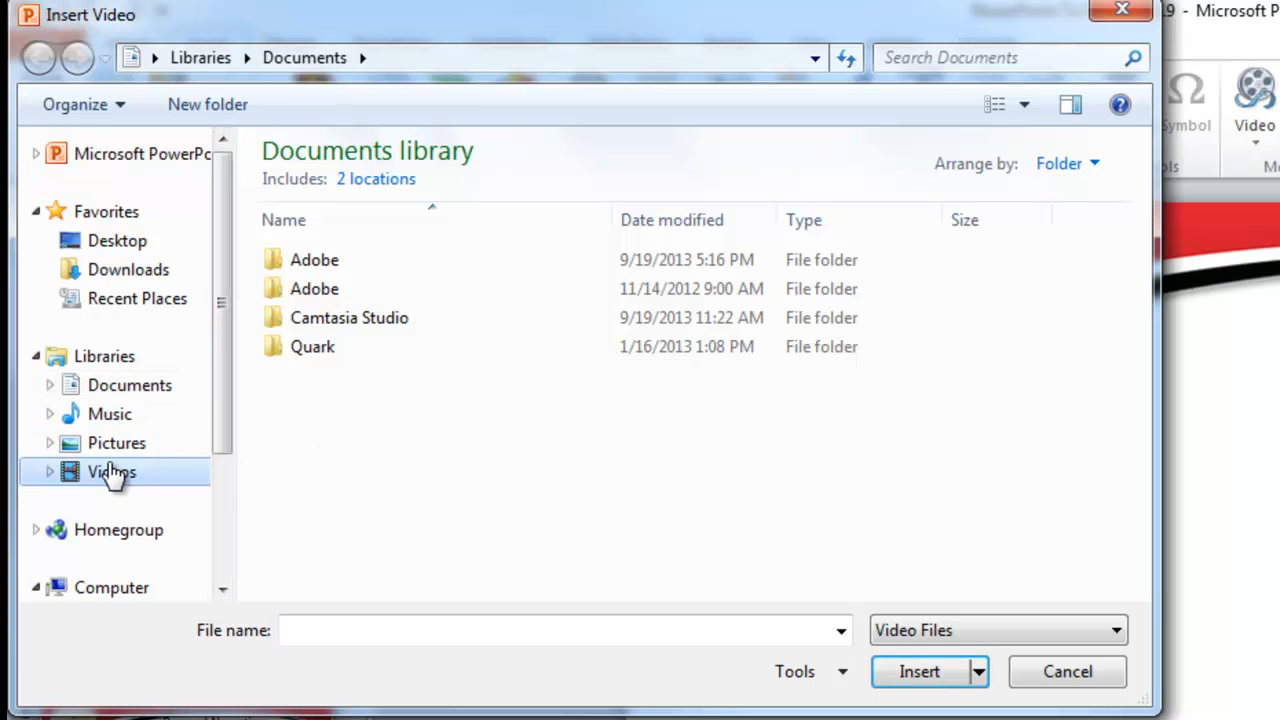 Insert Video
19 - Microsoft P
Libraries Documents
Search Documents
Organize New folder
Symbol Video
Microsoft PowerPo
Documents library
Includes: 2 locations
Arrange by: Folder
Favorites
Desktop
Downloads
Recent Places
Libraries
Documents
Music
Pictures
Videos
Homegroup
Computer
Name Date modified Type Size
Adobe 9/19/2013 5:16 PM File folder
Adobe 11/14/2012 9:00 AM File folder
Camtasia Studio 9/19/2013 11:22 AM File folder
Quark 1/16/2013 1:08 PM File folder
File name:
Video Files
Tools Insert Cancel